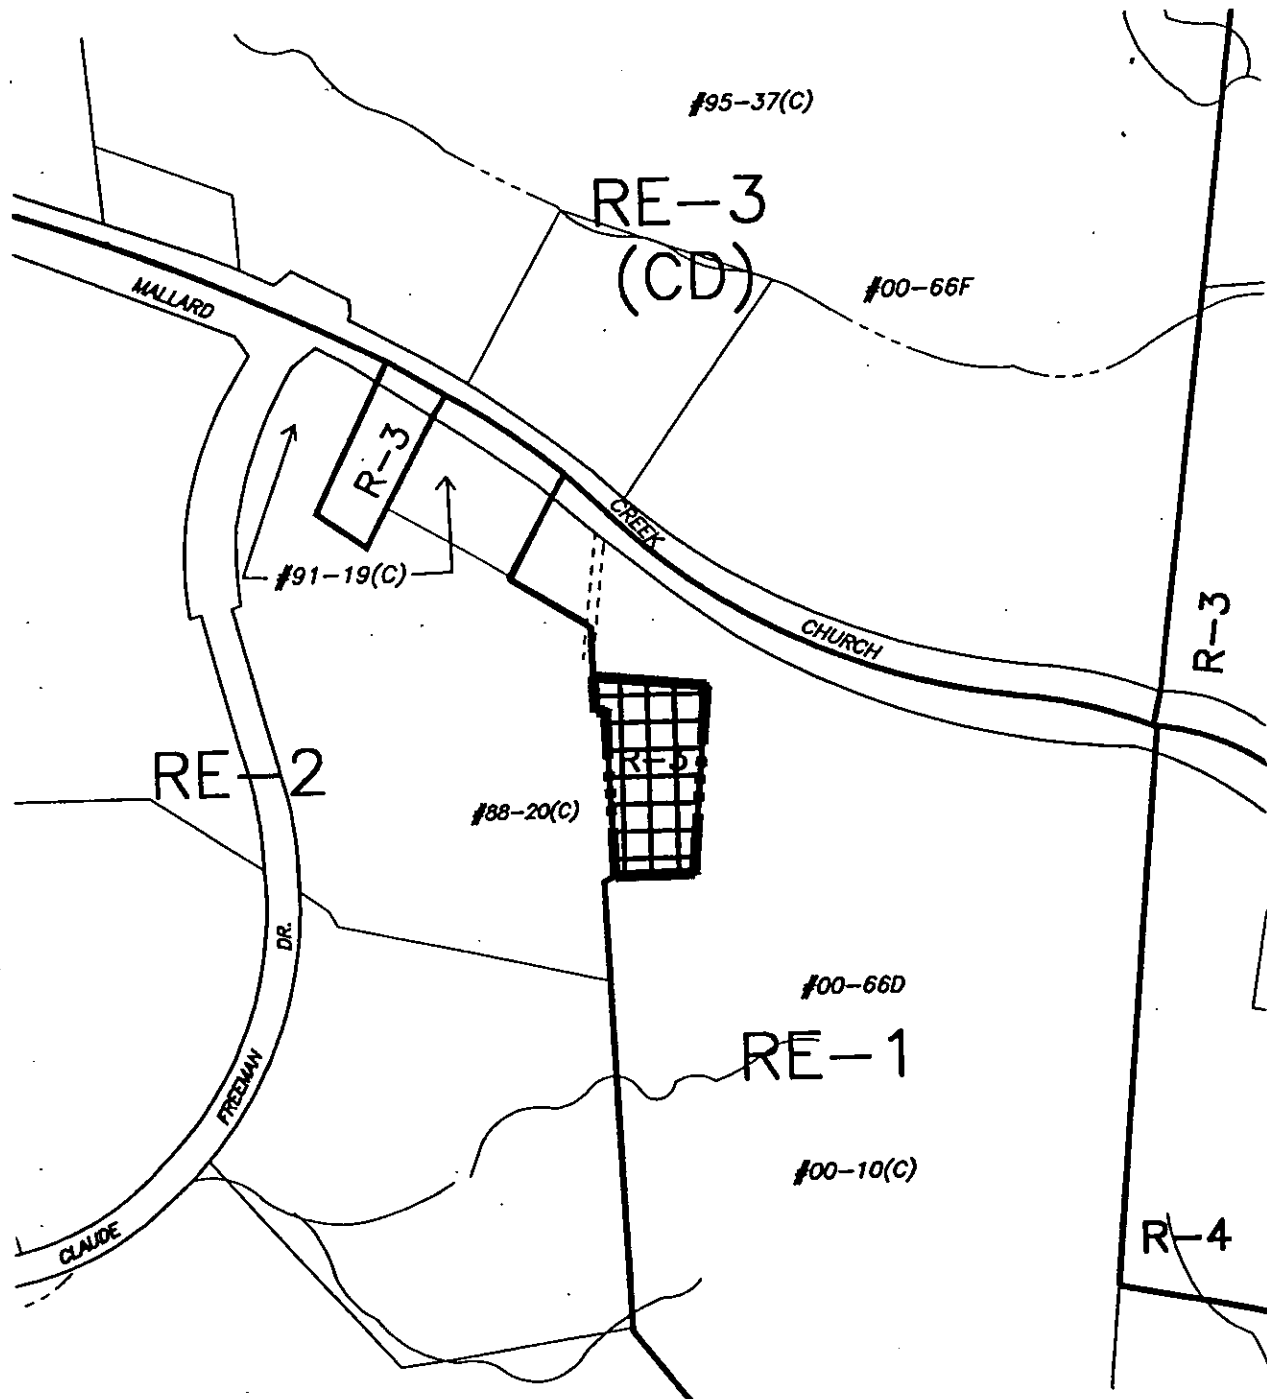 #95-37(C)
RE-3
(CD)
#00-66F
MALLARD
R-3
CREEK
#91-19(C)
CHURCH
R-3
RE-2
#88-20(C)
DR.
#00-66D
RE-1
FREEMAN
#00-10(C)
CLAUDE
R-4